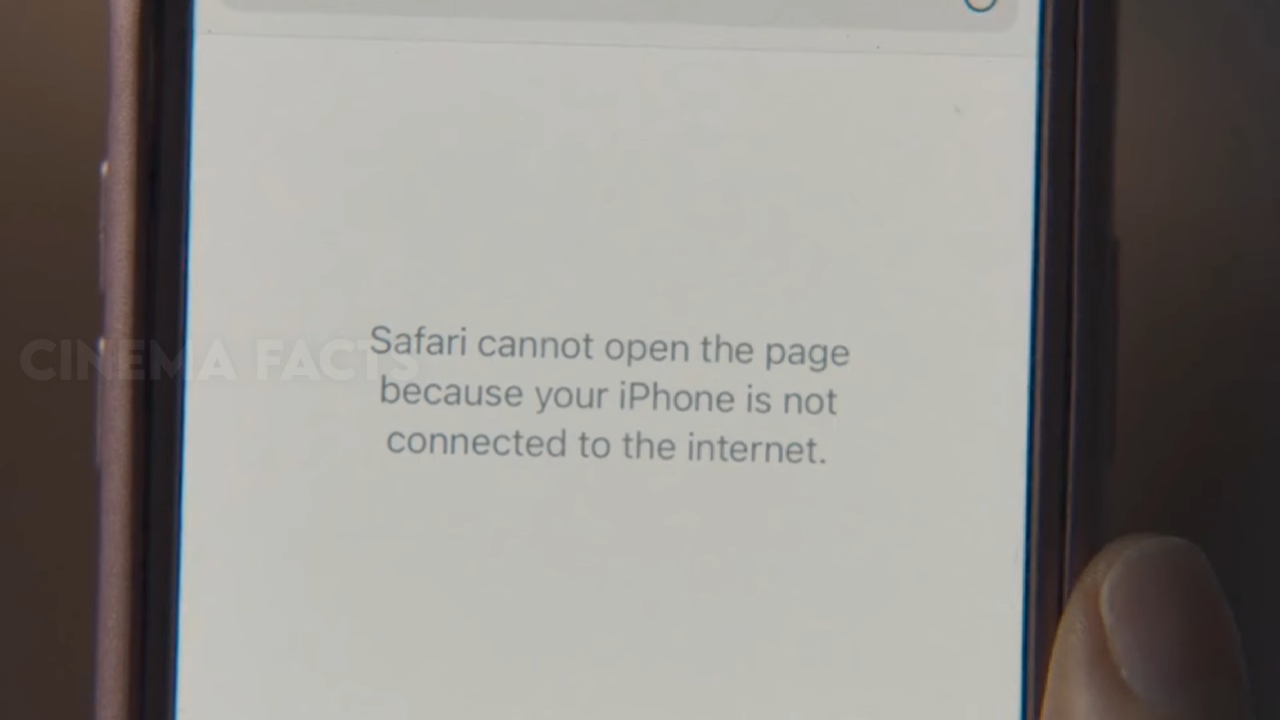 Safari cannot open the page
because your iPhone is not
connected to the internet.
CINEMA FACTS